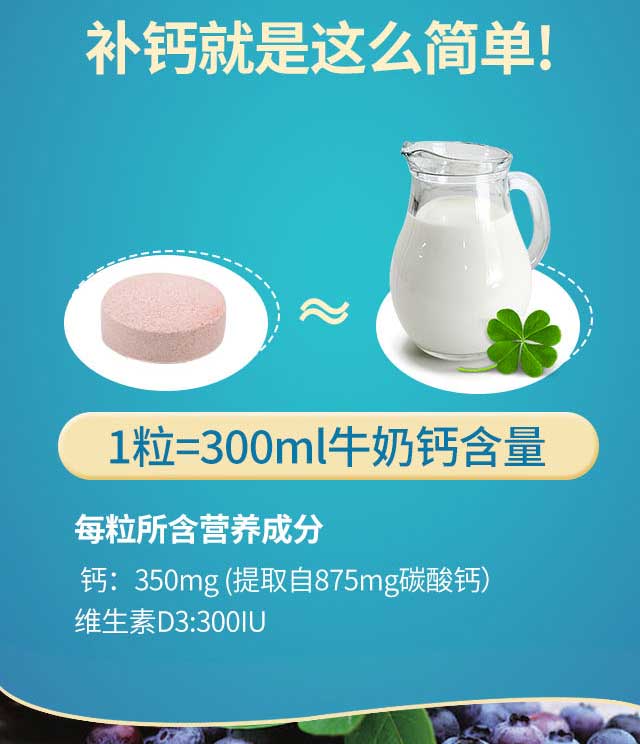 补钙就是这么简单!
1粒=300ml牛奶钙含量
每粒所含营养成分
钙：350mg (提取自875mg碳酸钙）
维生素D3:300IU